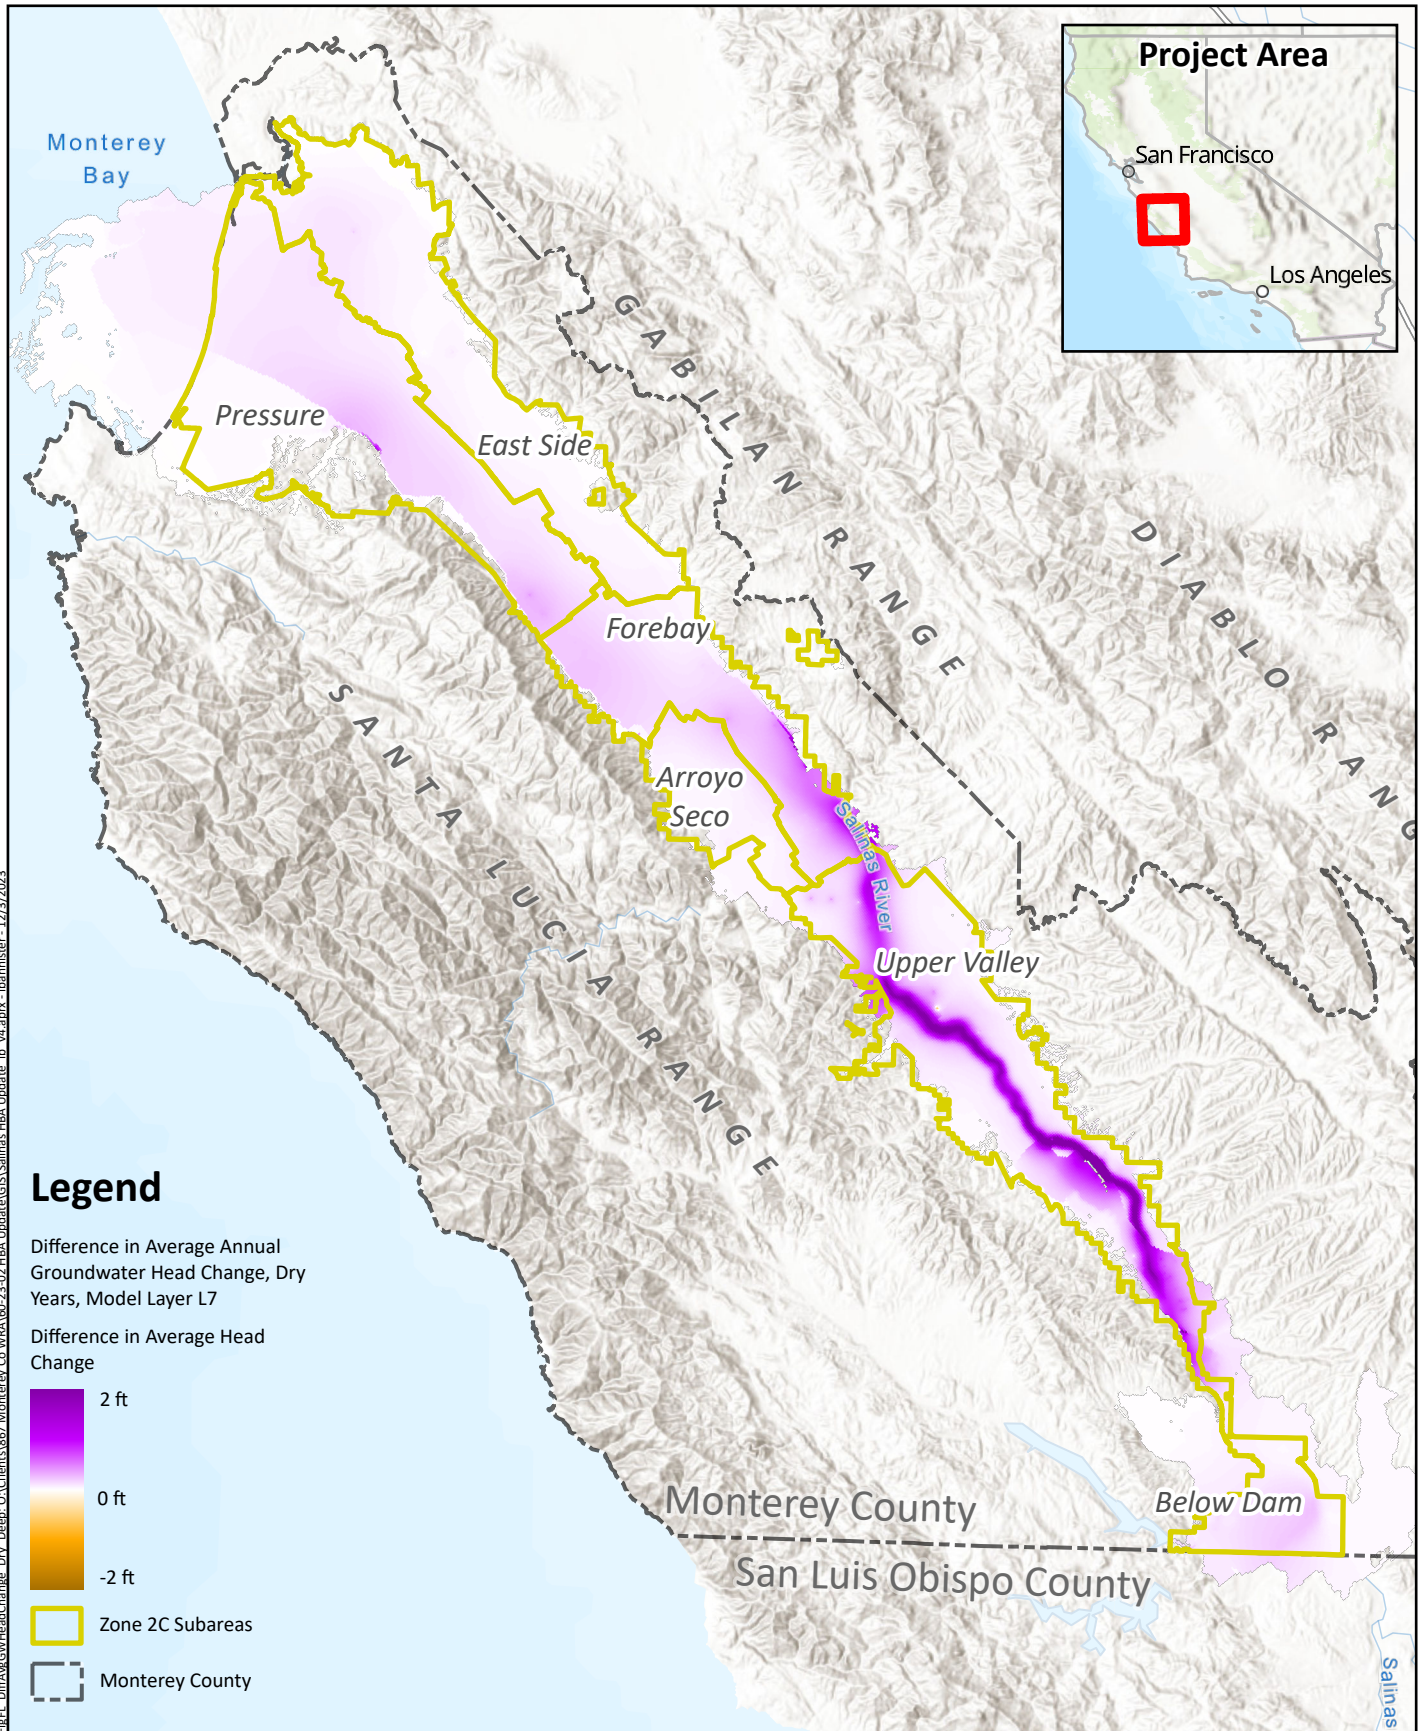 Project Area
San Francisco
Los Angeles
Monterey
Bay
GABILAN RANGE
DIABLO RANG
Pressure
East Side
Forebay
Arroyo
Seco
Salinas River
Upper Valley
SANTA LUCIA RANGE
Below Dam
Monterey County
San Luis Obispo County
Salinas
Legend
Difference in Average Annual
Groundwater Head Change, Dry
Years, Model Layer L7
Difference in Average Head
Change
2 ft
0 ft
-2 ft
Zone 2C Subareas
Monterey County